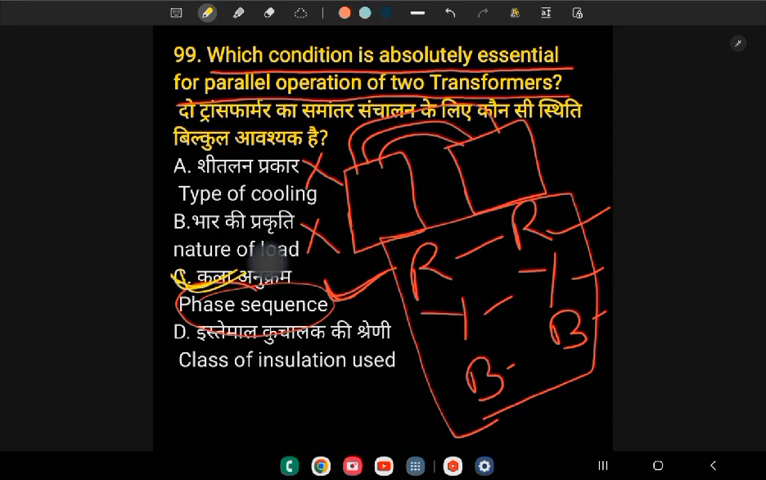 99. Which condition is absolutely essential
for parallel operation of two Transformers?
दो ट्रांसफार्मर का समांतर संचालन के लिए कौन सी स्थिति
बिल्कुल आवश्यक है?
A. शीतलन प्रकार
Type of cooling
B.भार की प्रकृति
nature of load
C. कला अनुक्रम
Phase sequence
D. इस्तेमाल कुचालक की श्रेणी
Class of insulation used
R R
Y Y
B B